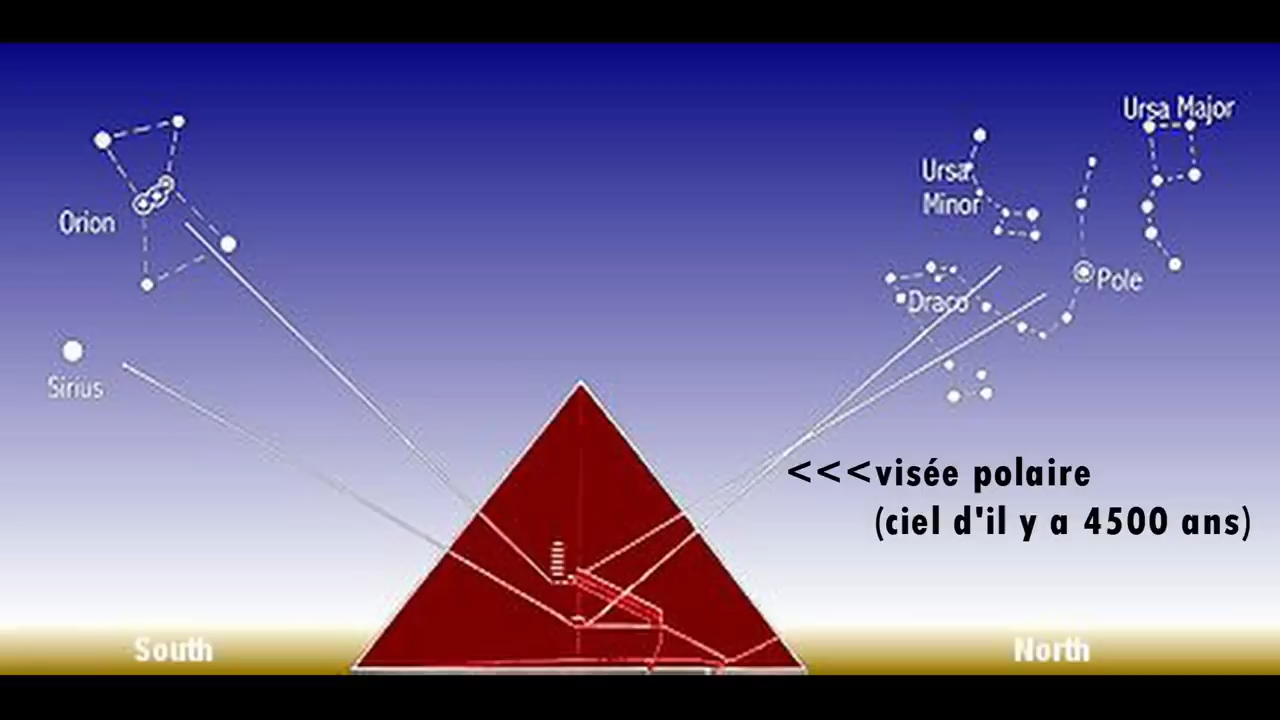 Ursa Major
Ursa
Minor
Orion
Pole
Draco
Sirius
<<<visée polaire
(ciel d'il y a 4500 ans)
South
North